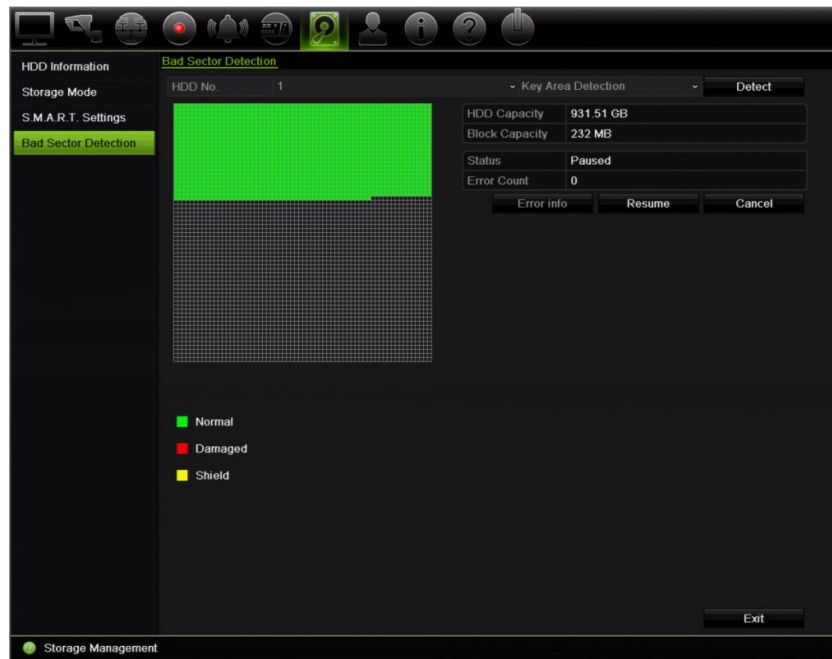 HDD Information
Storage Mode
S.M.A.R.T. Settings
Bad Sector Detection
Bad Sector Detection
HDD No. 1 Key Area Detection Detect
HDD Capacity 931.51 GB
Block Capacity 232 MB
Status Paused
Error Count 0
Error info Resume Cancel
Normal
Damaged
Shield
Exit
Storage Management